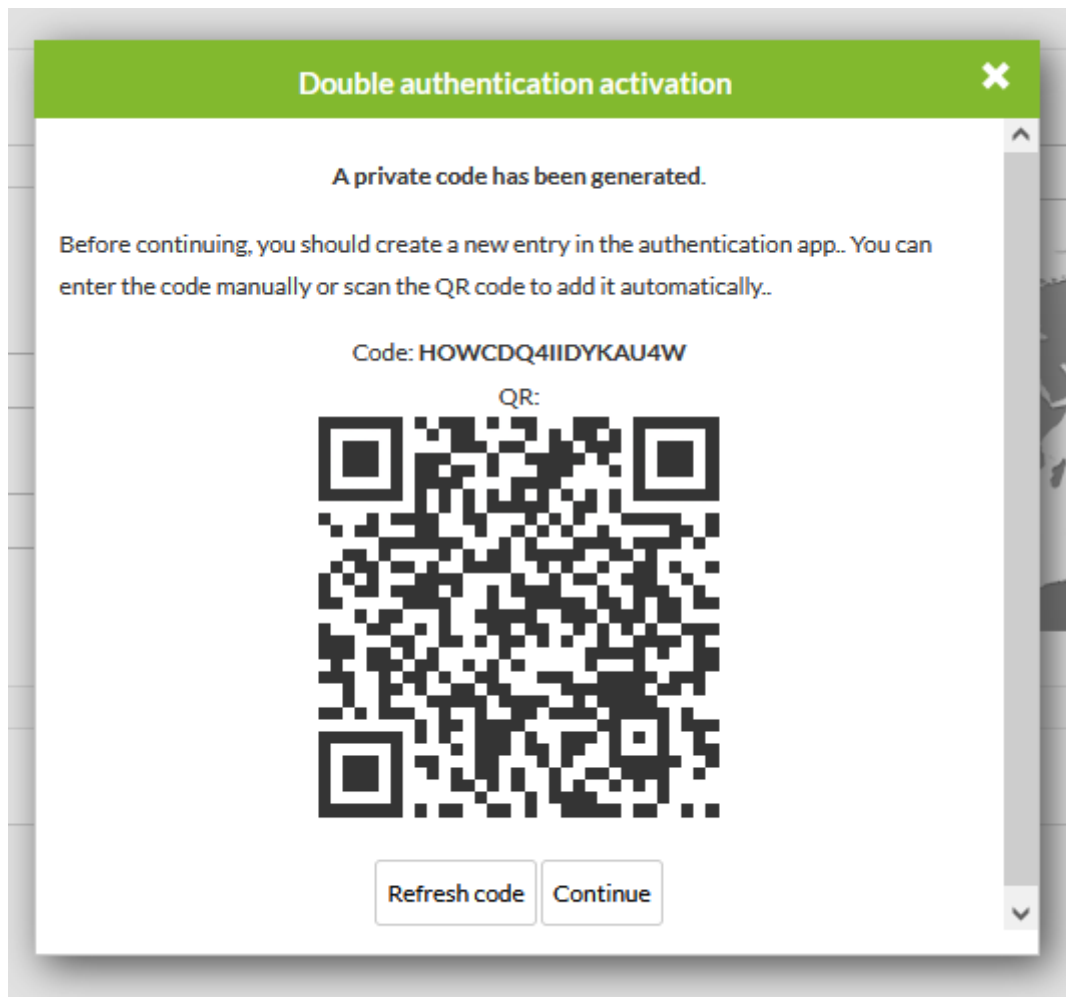 Double authentication activation
A private code has been generated.
Before continuing, you should create a new entry in the authentication app.. You can
enter the code manually or scan the QR code to add it automatically..
Code: HOWCDQ4IIDYKAU4W
QR:
Refresh code Continue